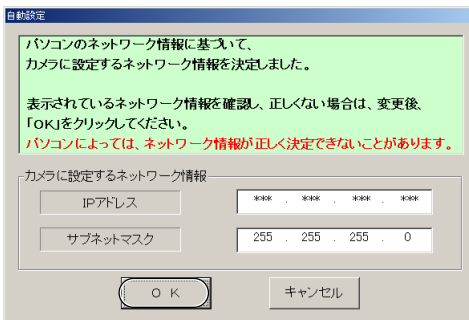 自動設定
パソコンのネットワーク情報に基づいて、
カメラに設定するネットワーク情報を決定しました。
表示されているネットワーク情報を確認し、正しくない場合は、変更後、
「OK」をクリックしてください。
パソコンによっては、ネットワーク情報が正しく決定できないことがあります。
カメラに設定するネットワーク情報
IPアドレス *** . *** . *** . ***
サブネットマスク 255 . 255 . 255 . 0
OK キャンセル